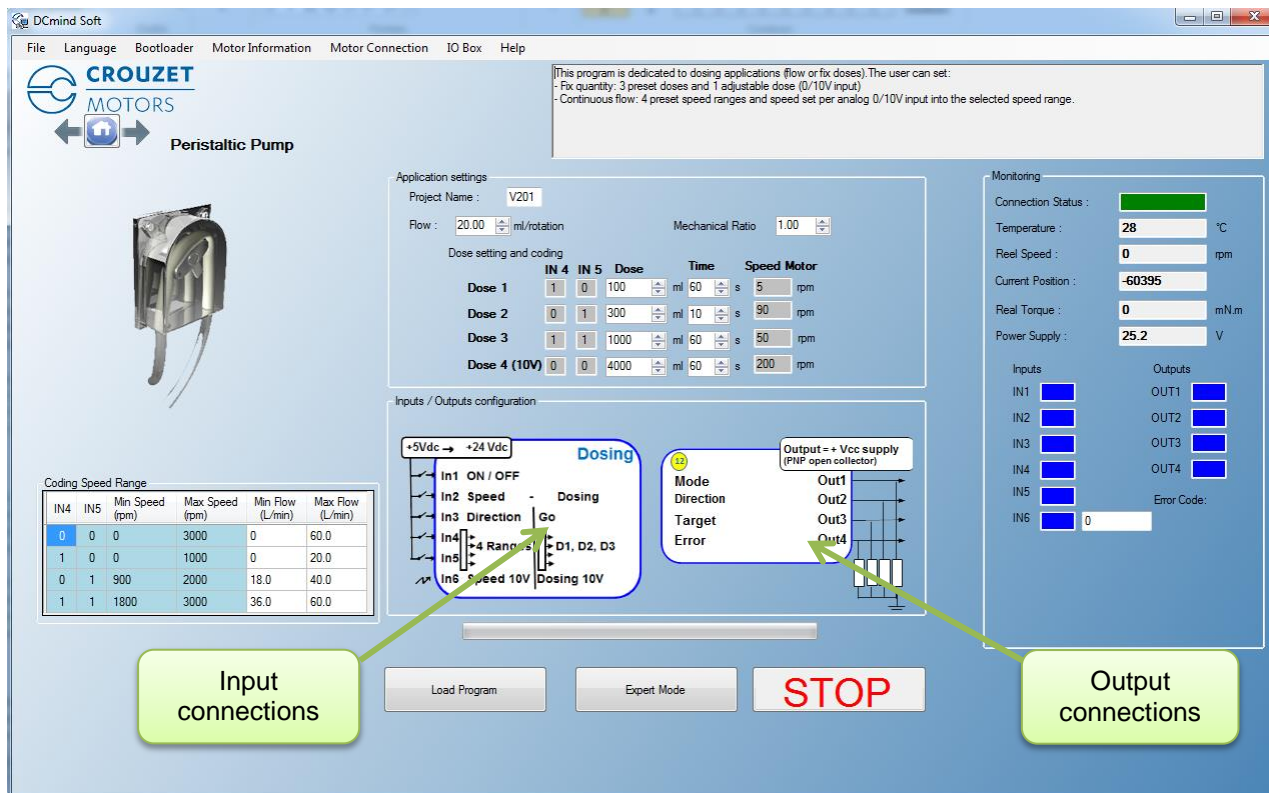 DCmind Soft
File Language Bootloader Motor Information Motor Connection IO Box Help
CROUZET
MOTORS
Peristaltic Pump
This program is dedicated to dosing applications (flow or fix doses).The user can set:
- Fix quantity: 3 preset doses and 1 adjustable dose (0/10V input)
- Continuous flow: 4 preset speed ranges and speed set per analog 0/10V input into the selected speed range.
Application settings
Project Name : V201
Flow : 20.00 ml/rotation Mechanical Ratio 1.00
Dose setting and coding
IN 4 IN 5 Dose Time Speed Motor
Dose 1 1 0 100 ml 60 s 5 rpm
Dose 2 0 1 300 ml 10 s 90 rpm
Dose 3 1 1 1000 ml 60 s 50 rpm
Dose 4 (10V) 0 0 4000 ml 60 s 200 rpm
Monitoring
Connection Status :
Temperature : 28 °C
Reel Speed : 0 rpm
Current Position : -60395
Real Torque : 0 mN.m
Power Supply : 25.2 V
Inputs Outputs
IN1 OUT1
IN2 OUT2
IN3 OUT3
IN4 OUT4
IN5 Error Code:
IN6 0
Inputs / Outputs configuration
+5Vdc → +24 Vdc
Dosing
In1 ON / OFF
In2 Speed - Dosing
In3 Direction Go
In4
4 Ranges D1, D2, D3
In5
In6 Speed 10V Dosing 10V
12
Output = + Vcc supply
(PNP open collector)
Mode Out1
Direction Out2
Target Out3
Error Out4
Coding Speed Range
IN4 IN5 Min Speed (rpm) Max Speed (rpm) Min Flow (L/min) Max Flow (L/min)
0 0 0 3000 0 60.0
1 0 0 1000 0 20.0
0 1 900 2000 18.0 40.0
1 1 1800 3000 36.0 60.0
Input
connections
Load Program Expert Mode STOP
Output
connections